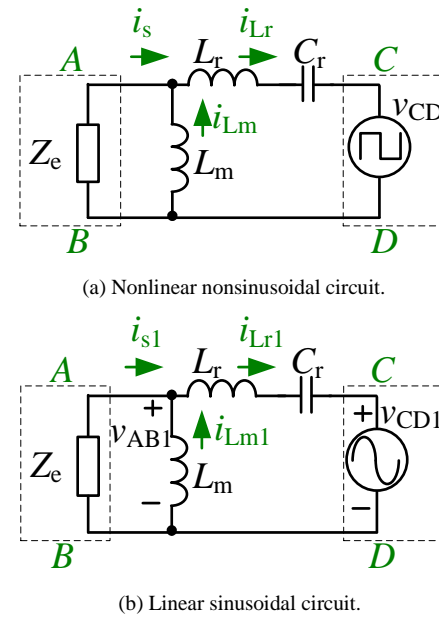 A
i_s
L_r
i_Lr
C_r
C
B
i_Lm
v_CD
Z_e
L_m
B
D
(a) Nonlinear nonsinusoidal circuit.
A
i_s1
L_r
i_Lr1
C_r
C
+
v_AB1
i_Lm1
+
v_CD1
Z_e
L_m
−
−
B
D
(b) Linear sinusoidal circuit.